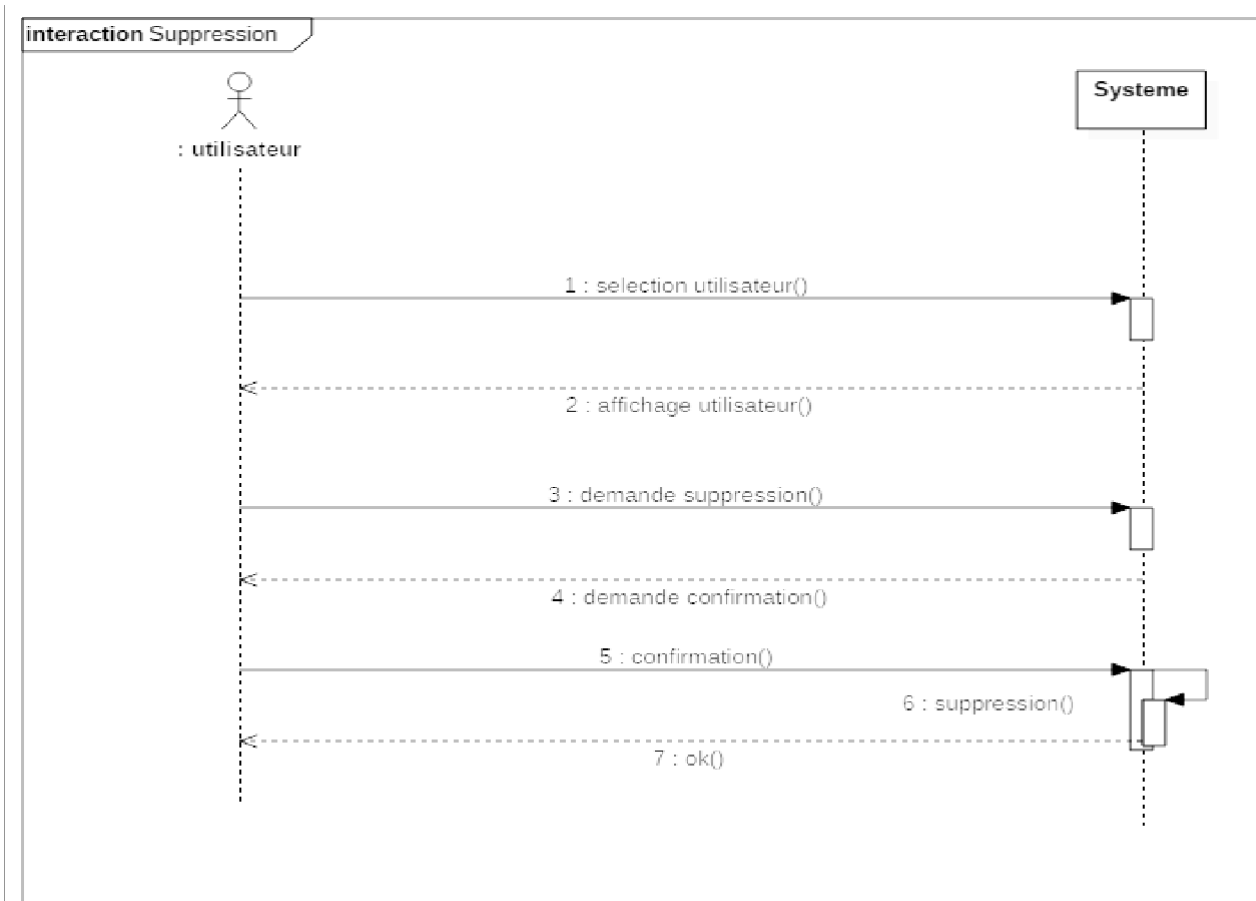 interaction Suppression
: utilisateur
Systeme
1 : selection utilisateur()
2 : affichage utilisateur()
3 : demande suppression()
4 : demande confirmation()
5 : confirmation()
6 : suppression()
7 : ok()